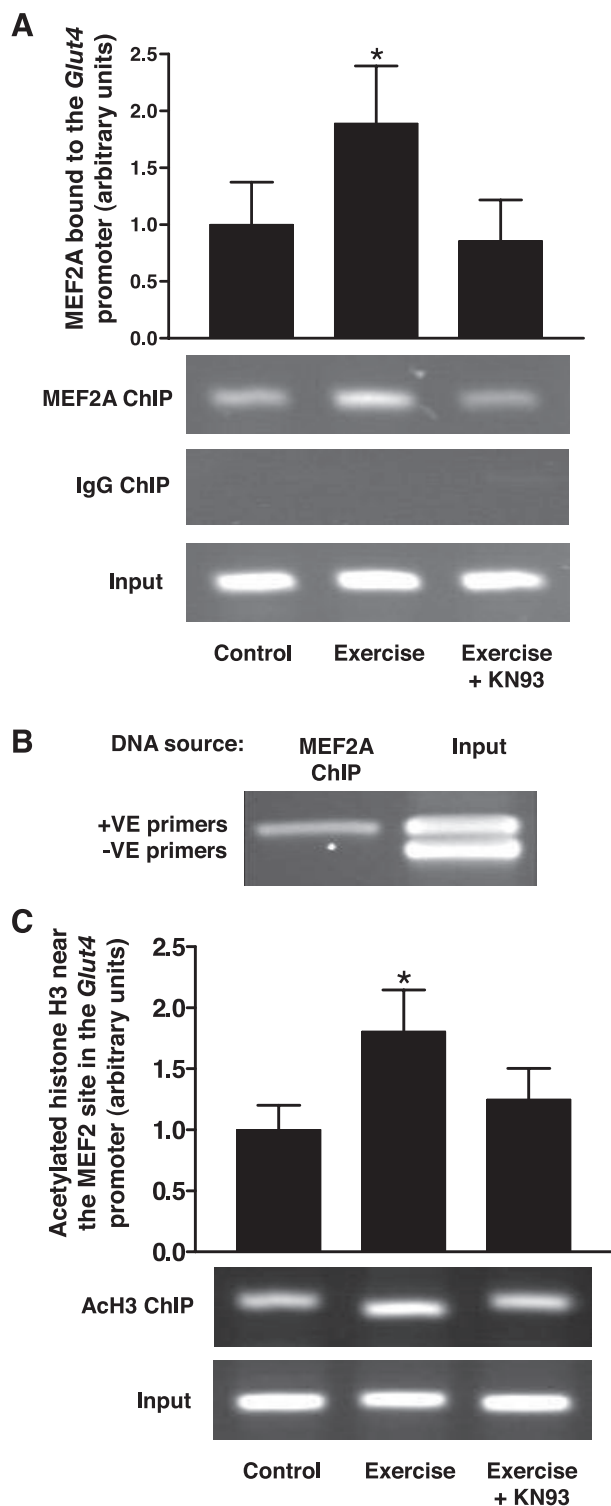 A
MEF2A bound to the Glut4
promoter (arbitrary units)
2.5
2.0
1.5
1.0
0.5
0.0
*
MEF2A ChIP
IgG ChIP
Input
Control Exercise Exercise
+ KN93
B
DNA source: MEF2A Input
ChIP
+VE primers
-VE primers
C
Acetylated histone H3 near
the MEF2 site in the Glut4
promoter (arbitrary units)
2.5
2.0
1.5
1.0
0.5
0.0
*
AcH3 ChIP
Input
Control Exercise Exercise
+ KN93